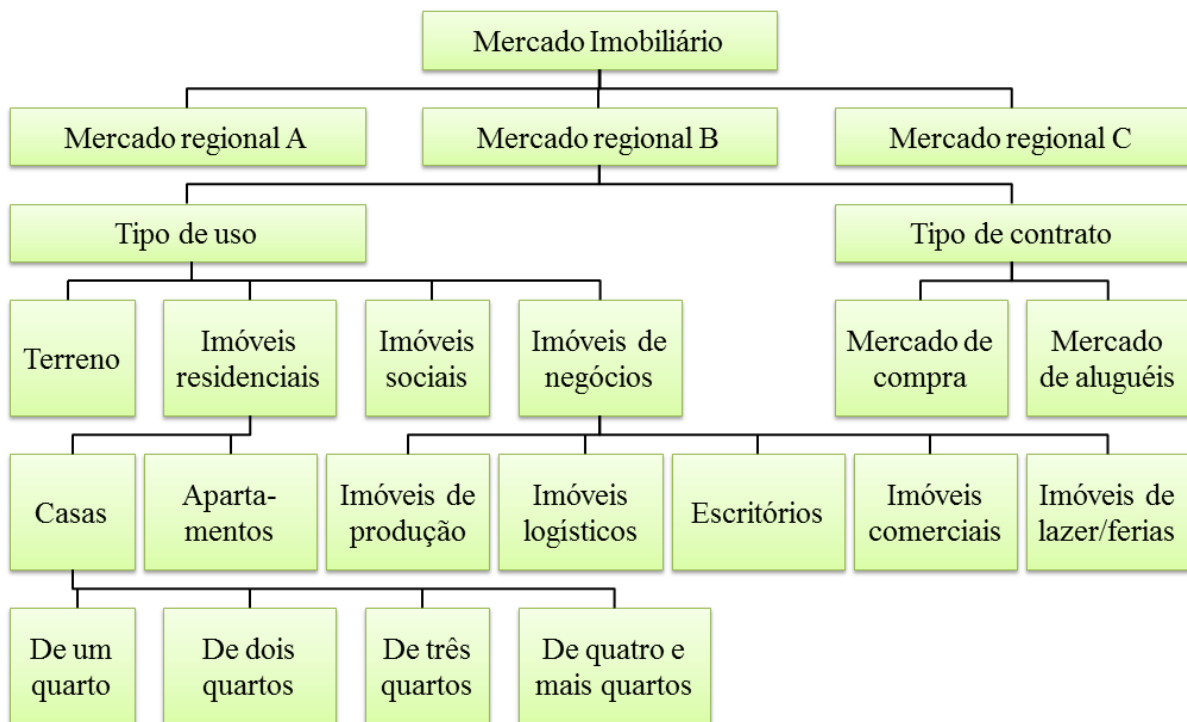 Mercado Imobiliário
Mercado regional A
Mercado regional B
Mercado regional C
Tipo de uso
Tipo de contrato
Terreno
Imóveis
residenciais
Imóveis
sociais
Imóveis de
negócios
Mercado de
compra
Mercado
de aluguéis
Casas
Aparta-
mentos
Imóveis de
produção
Imóveis
logísticos
Escritórios
Imóveis
comerciais
Imóveis de
lazer/ferias
De um
quarto
De dois
quartos
De três
quartos
De quatro e
mais quartos